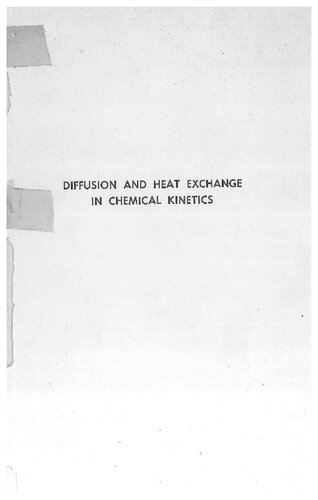 DIFFUSION AND HEAT EXCHANGE
IN CHEMICAL KINETICS